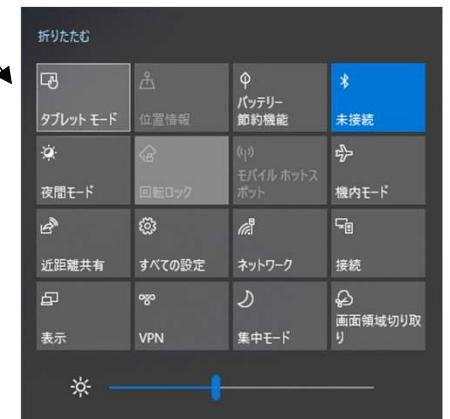 折りたたむ
タブレット モード
位置情報
バッテリー
節約機能
未接続
夜間モード
回転ロック
モバイル ホットス
ポット
機内モード
近距離共有
すべての設定
ネットワーク
接続
表示
VPN
集中モード
画面領域切り取
り